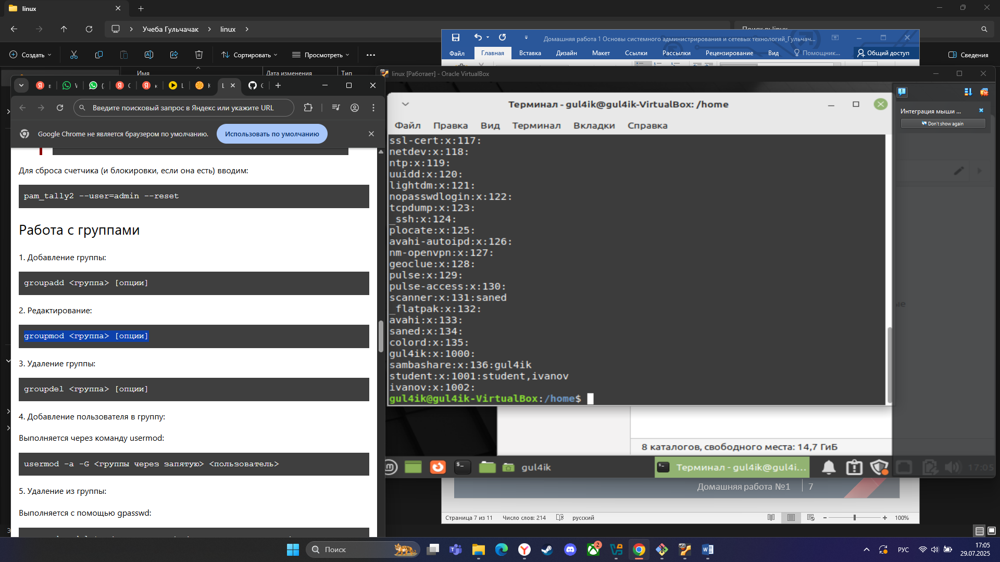 linux
Учеба Гульчачак
linux
Создать
Сортировать
Просмотреть
Сведения
Имя
Дата изменения
Тип
Домашняя работа 1 Основы системного администрирования и сетевых технологий_Гульчач...
Файл
Главная
Вставка
Дизайн
Макет
Ссылки
Рассылки
Рецензирование
Вид
Помощник...
Общий доступ
linux [Работает] - Oracle VirtualBox
Введите поисковый запрос в Яндекс или укажите URL
Google Chrome не является браузером по умолчанию.
Использовать по умолчанию
Для сброса счетчика (и блокировки, если она есть) вводим:
pam_tally2 --user=admin --reset
Работа с группами
1. Добавление группы:
groupadd <группа> [опции]
2. Редактирование:
groupmod <группа> [опции]
3. Удаление группы:
groupdel <группа> [опции]
4. Добавление пользователя в группу:
Выполняется через команду usermod:
usermod -a -G <группы через запятую> <пользователь>
5. Удаление из группы:
Выполняется с помощью gpasswd:
Терминал - gul4ik@gul4ik-VirtualBox: /home
Файл Правка Вид Терминал Вкладки Справка
ssl-cert:x:117:
netdev:x:118:
ntp:x:119:
uuidd:x:120:
lightdm:x:121:
nopasswdlogin:x:122:
tcpdump:x:123:
_ssh:x:124:
plocate:x:125:
avahi-autoipd:x:126:
nm-openvpn:x:127:
geoclue:x:128:
pulse:x:129:
pulse-access:x:130:
scanner:x:131:saned
_flatpak:x:132:
avahi:x:133:
saned:x:134:
colord:x:135:
gul4ik:x:1000:
sambashare:x:136:gul4ik
student:x:1001:student,ivanov
ivanov:x:1002:
gul4ik@gul4ik-VirtualBox:/home$
Интеграция мыши ...
Don't show again
8 каталогов, свободного места: 14,7 ГиБ
gul4ik
Терминал - gul4ik@gul4i...
17:05
Домашняя работа №1 7
Страница 7 из 11
Число слов: 214
русский
100%
Поиск
2
РУС
17:05
29.07.2025